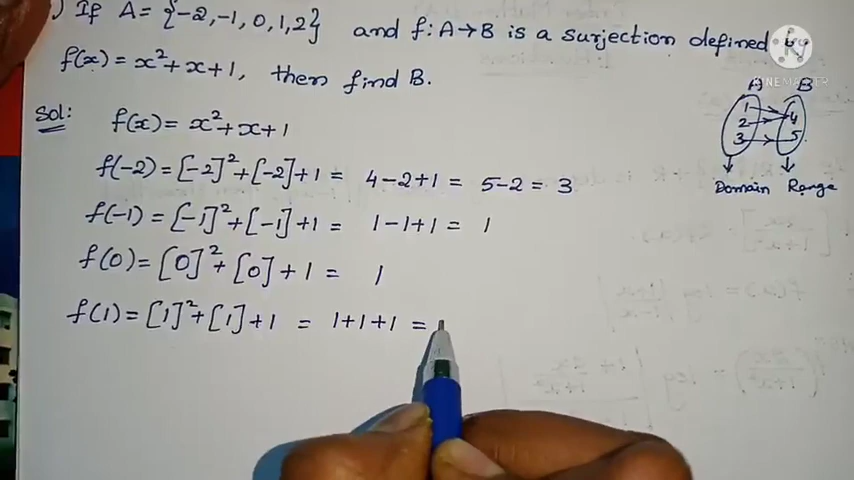 ) If A = {-2, -1, 0, 1, 2} and f: A→B is a surjection defined by
f(x) = x²+x+1, then find B.
KINEMASTER
A B
1 4
2 5
3
Domain Range
Sol: f(x) = x²+x+1
f(-2) = [-2]²+[-2]+1 = 4-2+1 = 5-2 = 3
f(-1) = [-1]²+[-1]+1 = 1-1+1 = 1
f(0) = [0]²+[0]+1 = 1
f(1) = [1]²+[1]+1 = 1+1+1 =